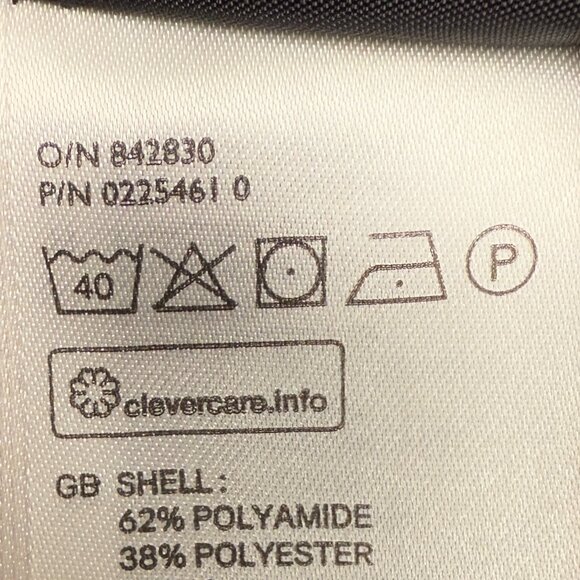 O/N 842830
P/N 0225461 0
40 P
clevercare.info
GB SHELL:
62% POLYAMIDE
38% POLYESTER